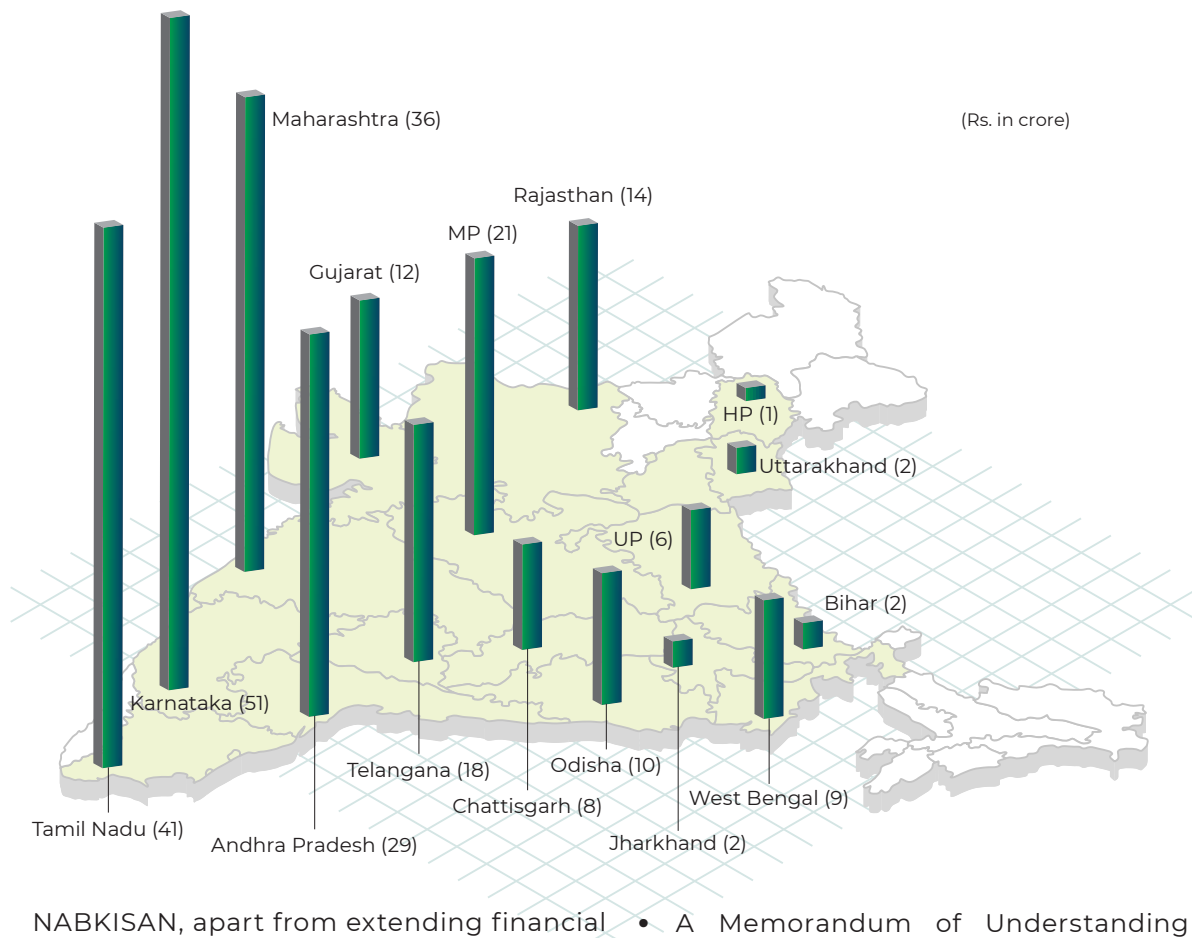 Maharashtra (36)
(Rs. in crore)
Rajasthan (14)
MP (21)
Gujarat (12)
HP (1)
Uttarakhand (2)
UP (6)
Bihar (2)
Karnataka (51)
Telangana (18)
Odisha (10)
Chattisgarh (8)
West Bengal (9)
Tamil Nadu (41)
Andhra Pradesh (29)
Jharkhand (2)
NABKISAN, apart from extending financial
• A Memorandum of Understanding